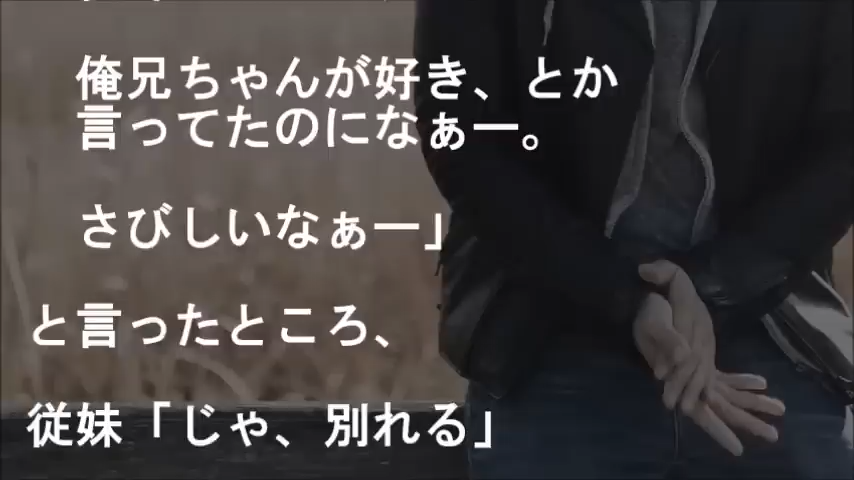 俺兄ちゃんが好き、とか
言ってたのになぁー。
さびしいなぁー」
と言ったところ、
従妹「じゃ、別れる」